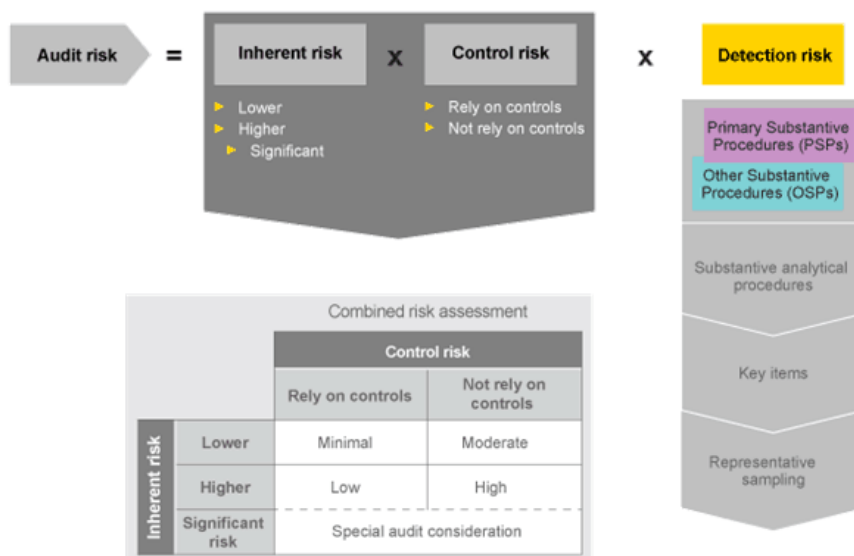 Audit risk
=
Inherent risk
x
Control risk
x
Detection risk
Lower
Higher
Significant
Rely on controls
Not rely on controls
Primary Substantive
Procedures (PSPs)
Other Substantive
Procedures (OSPs)
Substantive analytical
procedures
Key items
Representative
sampling
Combined risk assessment
Control risk
Rely on controls
Not rely on
controls
Inherent risk
Lower
Minimal
Moderate
Higher
Low
High
Significant
risk
Special audit consideration